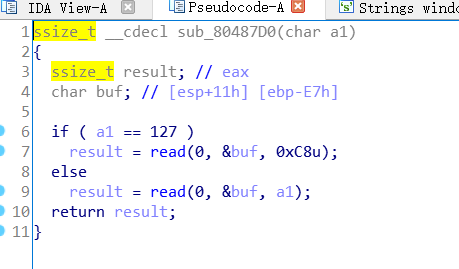 IDA View-A Pseudocode-A Strings window
1 ssize_t __cdecl sub_80487D0(char a1)
2 {
3 ssize_t result; // eax
4 char buf; // [esp+11h] [ebp-E7h]
5
6 if ( a1 == 127 )
7 result = read(0, &buf, 0xC8u);
8 else
9 result = read(0, &buf, a1);
10 return result;
11 }